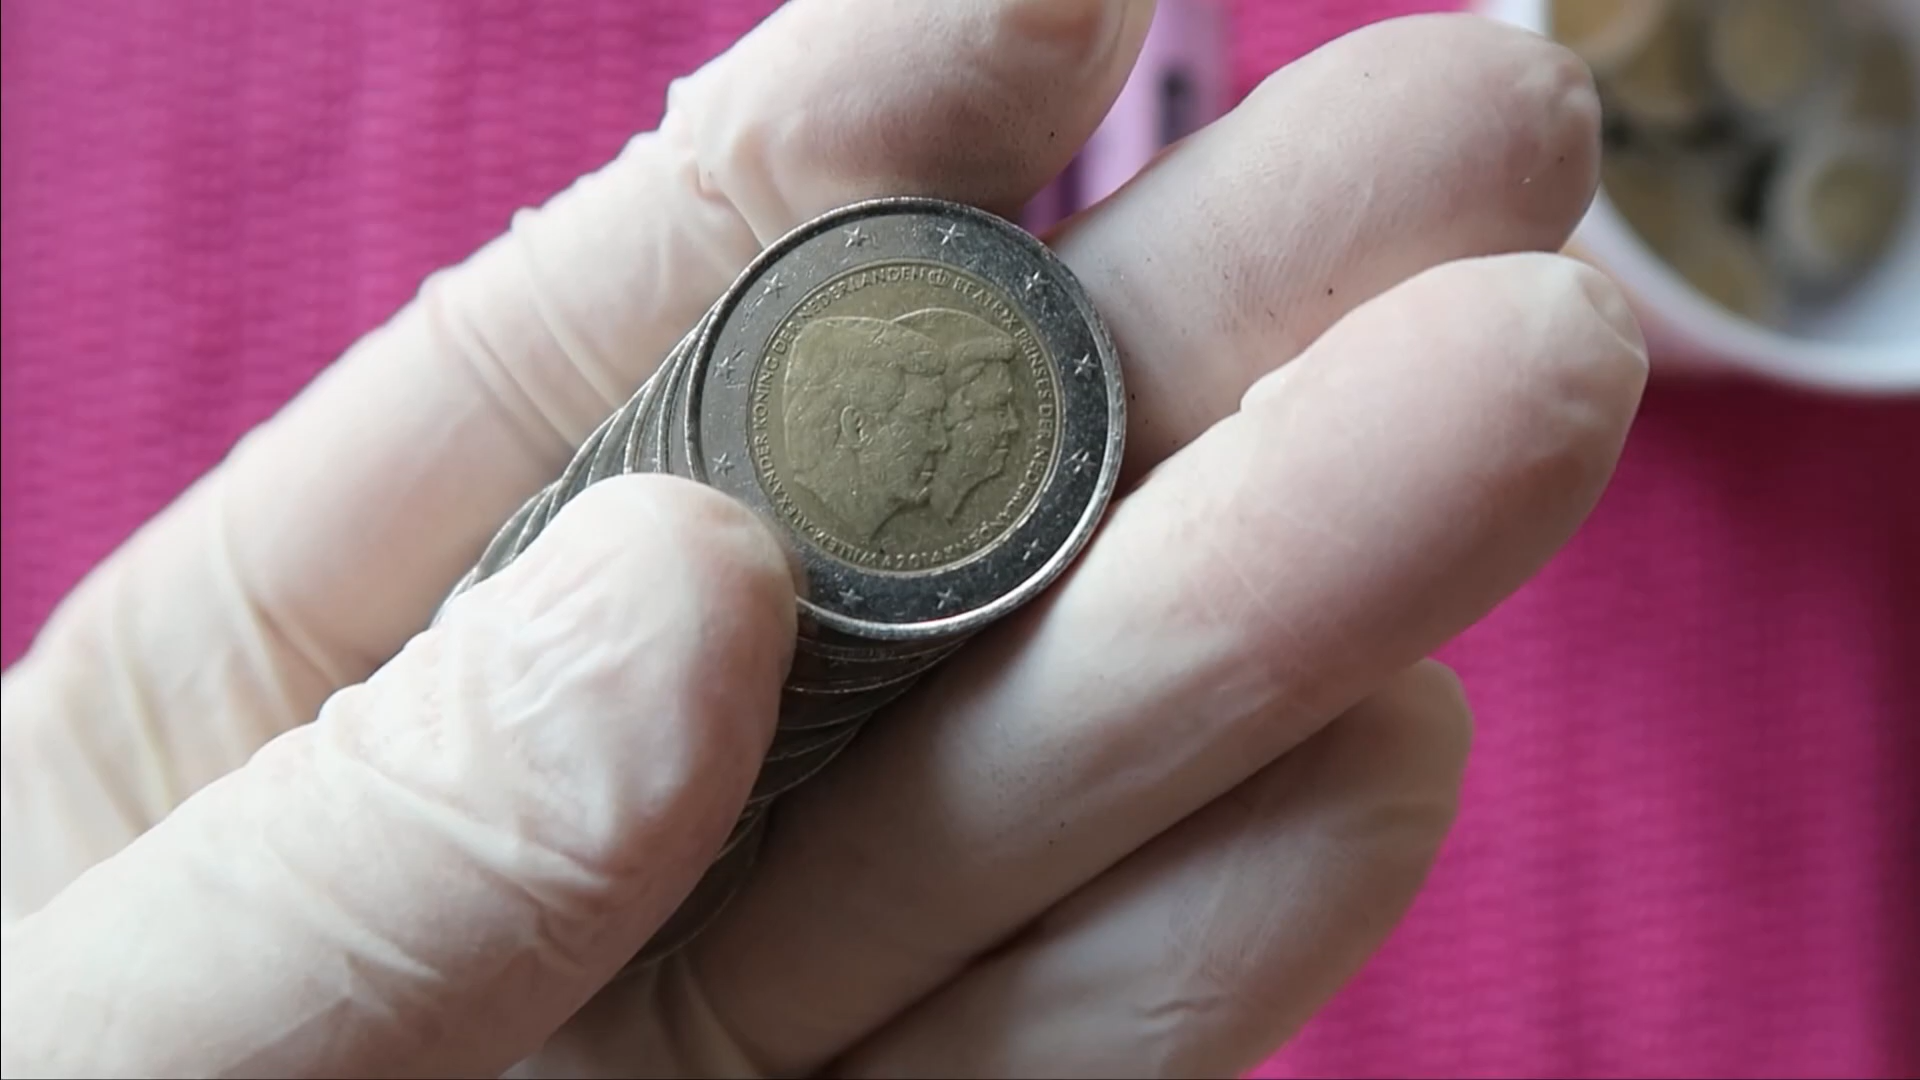 WILLEM-ALEXANDER KONING DER NEDERLANDEN
BEATRIX PRINSES DER NEDERLANDEN
2014